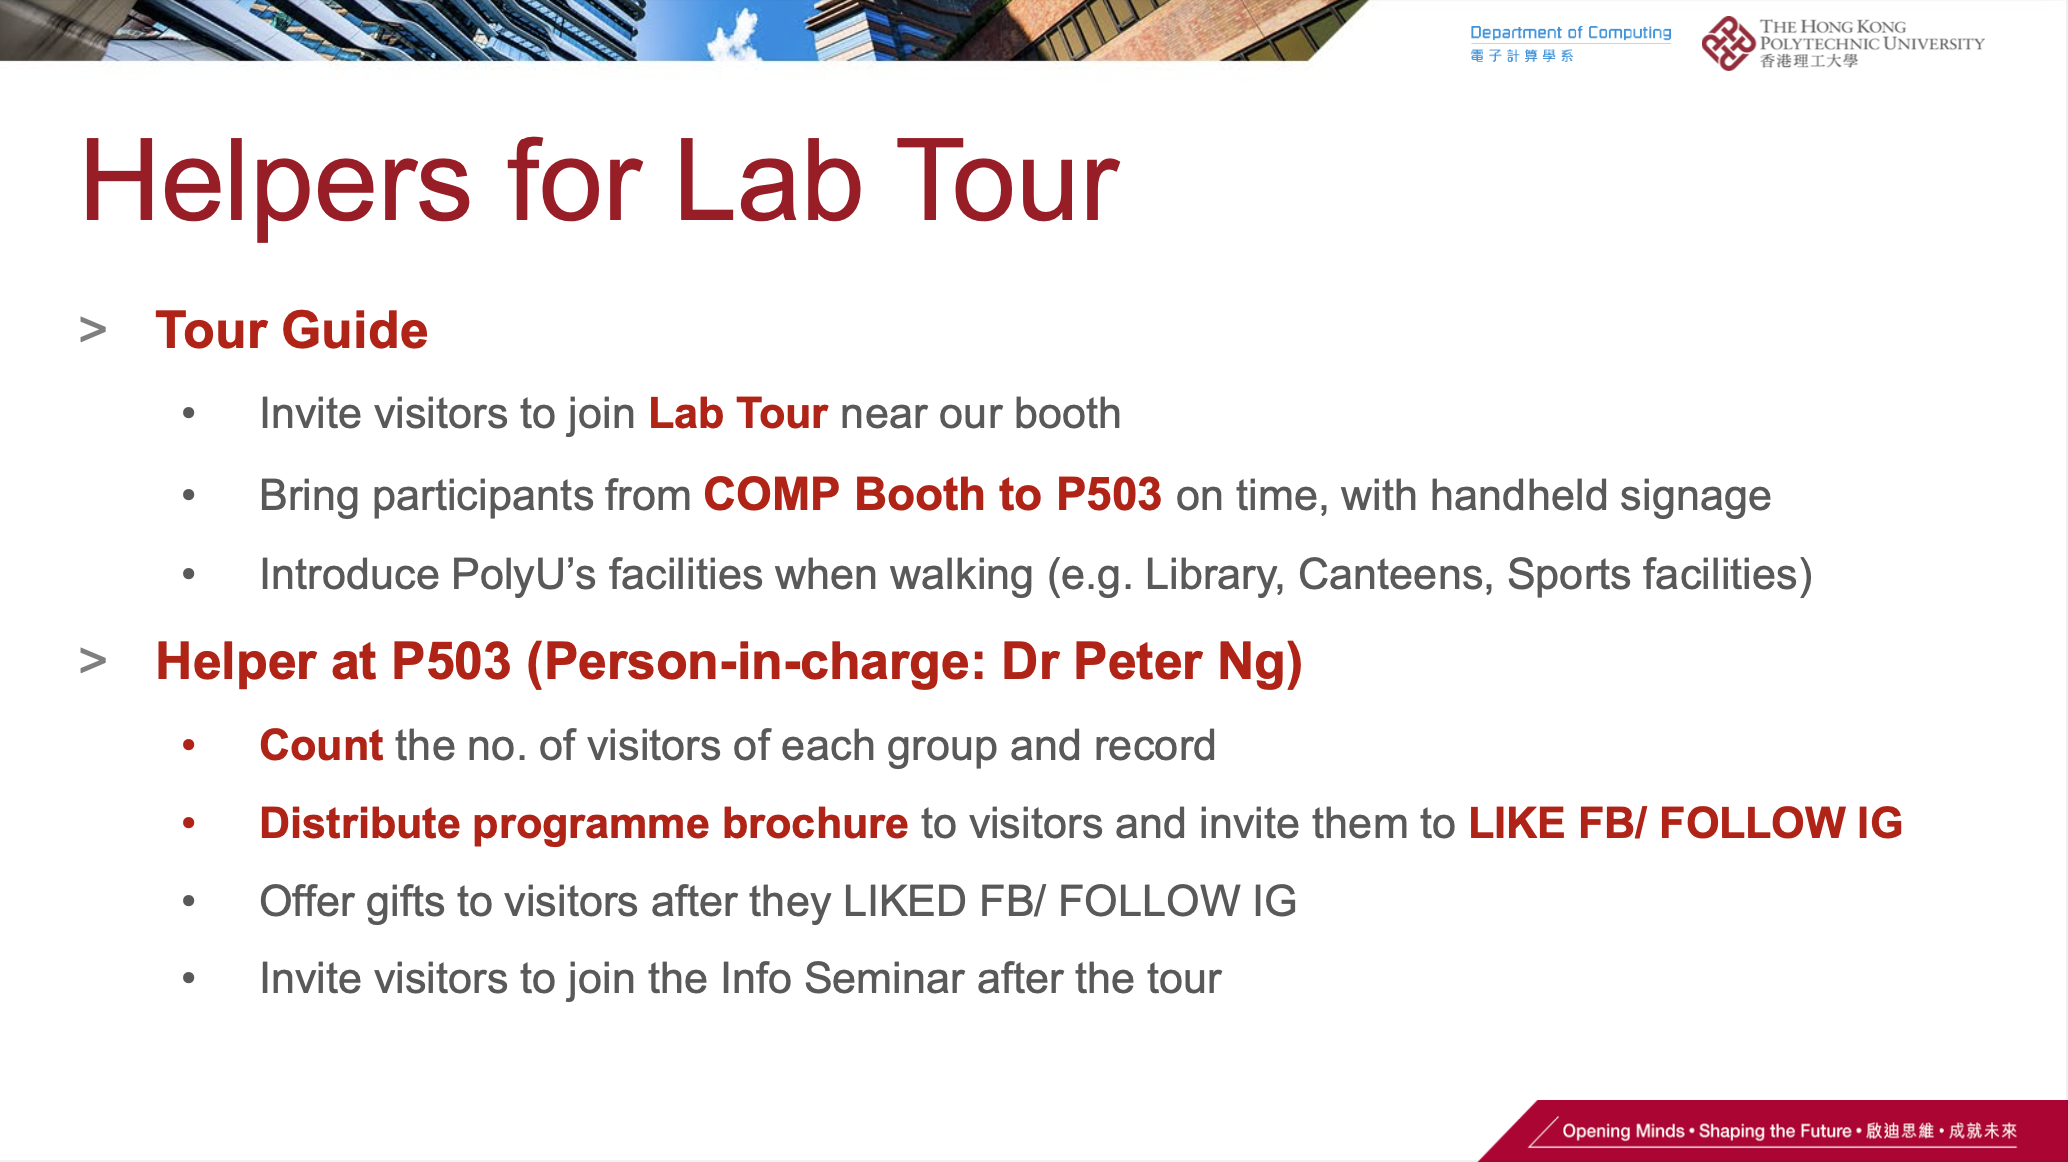 Department of Computing
電子計算學系
THE HONG KONG
POLYTECHNIC UNIVERSITY
香港理工大學
Helpers for Lab Tour
> Tour Guide
• Invite visitors to join Lab Tour near our booth
• Bring participants from COMP Booth to P503 on time, with handheld signage
• Introduce PolyU’s facilities when walking (e.g. Library, Canteens, Sports facilities)
> Helper at P503 (Person-in-charge: Dr Peter Ng)
• Count the no. of visitors of each group and record
• Distribute programme brochure to visitors and invite them to LIKE FB/ FOLLOW IG
• Offer gifts to visitors after they LIKED FB/ FOLLOW IG
• Invite visitors to join the Info Seminar after the tour
Opening Minds • Shaping the Future • 啟迪思維 • 成就未來